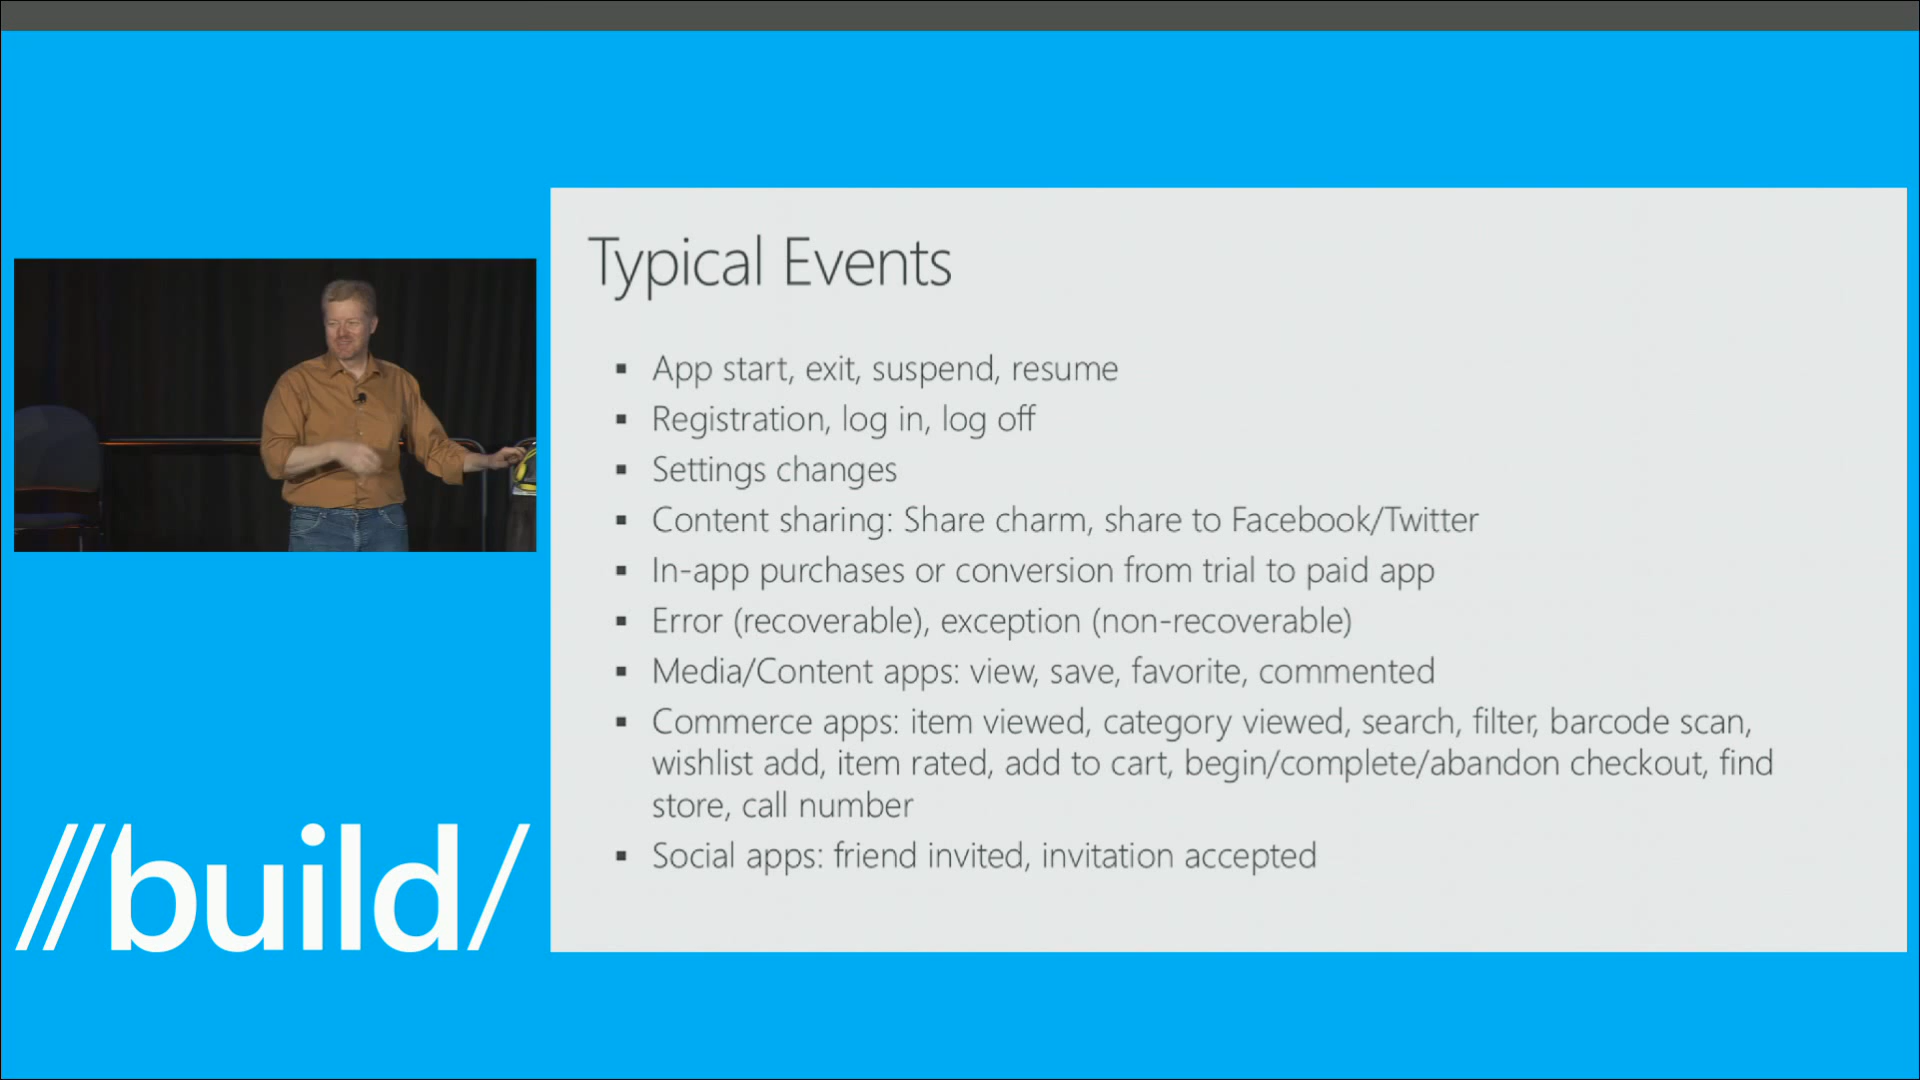 Typical Events
▪ App start, exit, suspend, resume
▪ Registration, log in, log off
▪ Settings changes
▪ Content sharing: Share charm, share to Facebook/Twitter
▪ In-app purchases or conversion from trial to paid app
▪ Error (recoverable), exception (non-recoverable)
▪ Media/Content apps: view, save, favorite, commented
▪ Commerce apps: item viewed, category viewed, search, filter, barcode scan,
wishlist add, item rated, add to cart, begin/complete/abandon checkout, find
store, call number
▪ Social apps: friend invited, invitation accepted
//build/